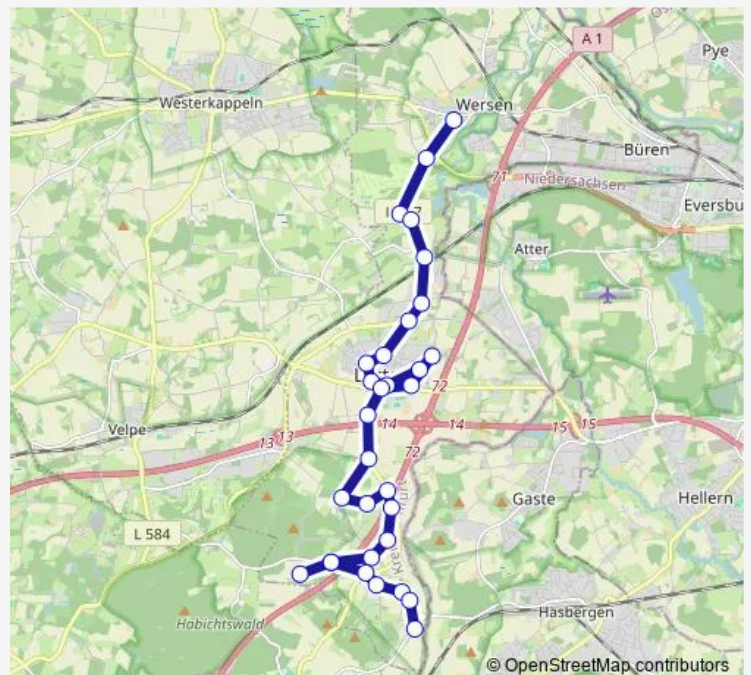 A 1
Pye
Westerkappeln
Wersen
Büren
71
Niedersachsen
Eversbu
Atter
72
Velpe
13 13
14
14
15 15
72
Gaste
Hellern
L 584
Hasbergen
Habichtswald
© OpenStreetMap contributors